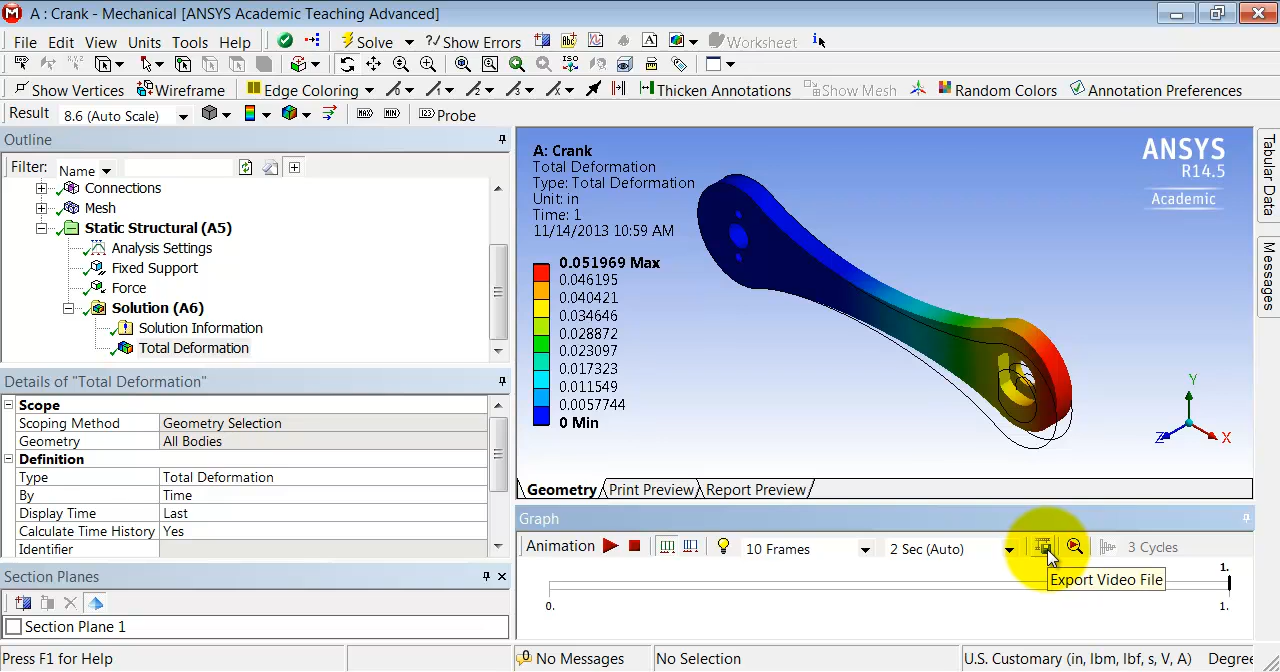 A : Crank - Mechanical [ANSYS Academic Teaching Advanced]
File Edit View Units Tools Help Solve ?/Show Errors Worksheet
Show Vertices Wireframe Edge Coloring Thicken Annotations Show Mesh Random Colors Annotation Preferences
Result 8.6 (Auto Scale) MAX MIN Probe
Outline
Filter: Name
Connections
Mesh
Static Structural (A5)
Analysis Settings
Fixed Support
Force
Solution (A6)
Solution Information
Total Deformation
Details of "Total Deformation"
Scope
Scoping Method Geometry Selection
Geometry All Bodies
Definition
Type Total Deformation
By Time
Display Time Last
Calculate Time History Yes
Identifier
Section Planes
Section Plane 1
A: Crank
Total Deformation
Type: Total Deformation
Unit: in
Time: 1
11/14/2013 10:59 AM
0.051969 Max
0.046195
0.040421
0.034646
0.028872
0.023097
0.017323
0.011549
0.0057744
0 Min
ANSYS
R14.5
Academic
Y
Z X
Geometry Print Preview Report Preview
Graph
Animation 10 Frames 2 Sec (Auto) 3 Cycles
Export Video File
1.
0. 1.
Tabular Data
Messages
Press F1 for Help 0 No Messages No Selection U.S. Customary (in, lbm, lbf, s, V, A) Degree